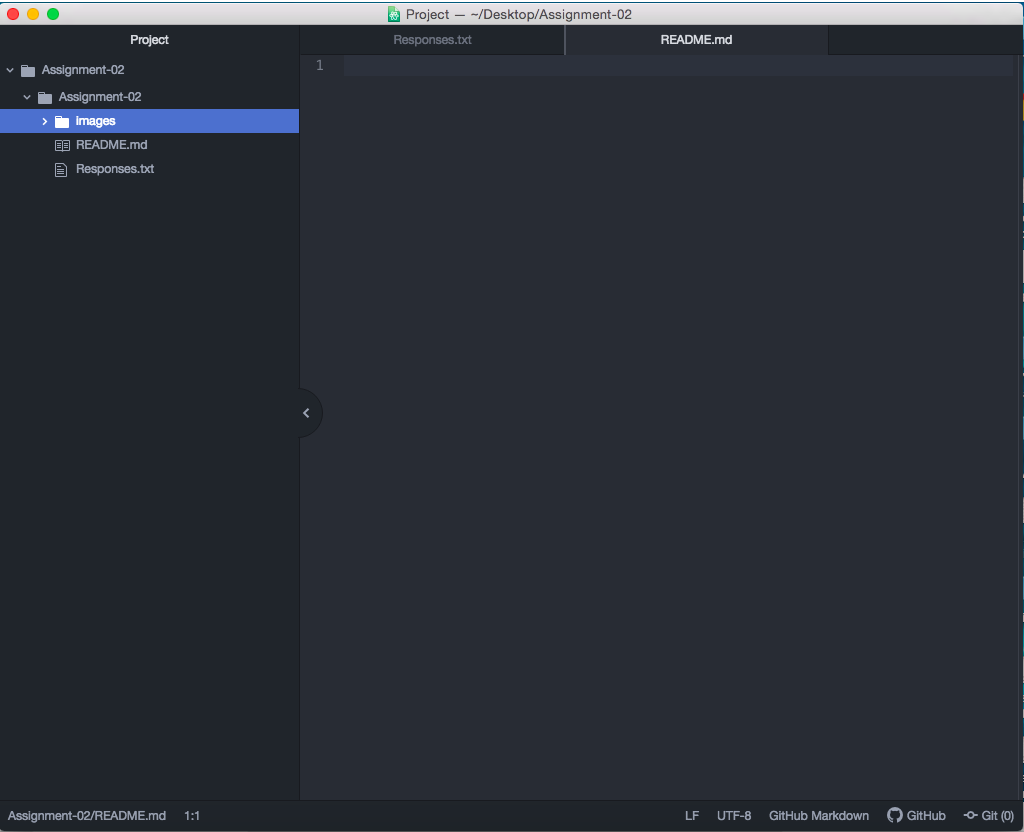 Project — ~/Desktop/Assignment-02
Project
Responses.txt
README.md
Assignment-02
Assignment-02
images
README.md
Responses.txt
1
Assignment-02/README.md 1:1
LF UTF-8 GitHub Markdown GitHub Git (0)